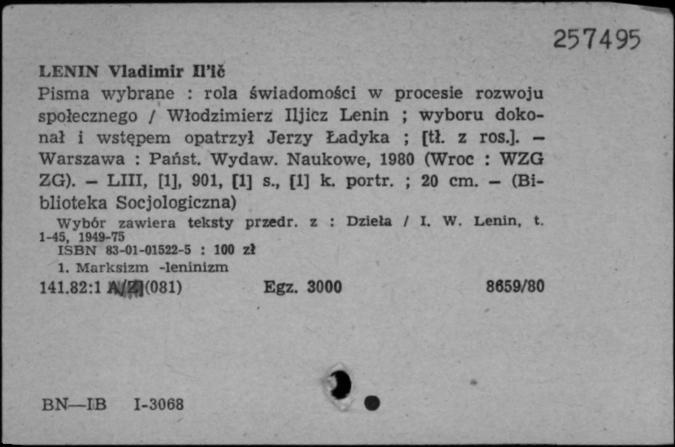 257495
LENIN Vladimir Il'ič
Pisma wybrane : rola świadomości w procesie rozwoju
społecznego / Włodzimierz Iljicz Lenin ; wyboru doko-
nał i wstępem opatrzył Jerzy Ładyka ; [tł. z ros.]. —
Warszawa : Państ. Wydaw. Naukowe, 1980 (Wroc : WZG
ZG). — LIII, [1], 901, [1] s., [1] k. portr. ; 20 cm. — (Bi-
blioteka Socjologiczna)
Wybór zawiera teksty przedr. z : Dzieła / I. W. Lenin, t.
1-45, 1949-75
ISBN 83-01-01522-5 : 100 zł
1. Marksizm -leninizm
141.82:1 (081) Egz. 3000 8659/80
BN—IB I-3068